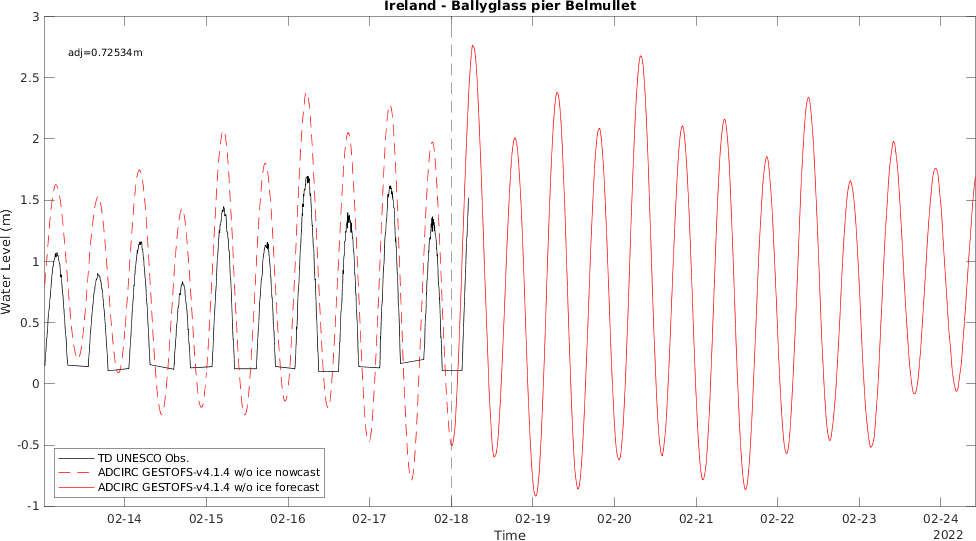 Ireland - Ballyglass pier Belmullet
adj=0.72534m
3
2.5
2
1.5
1
0.5
0
-0.5
-1
Water Level (m)
TD UNESCO Obs.
ADCIRC GESTOFS-v4.1.4 w/o ice nowcast
ADCIRC GESTOFS-v4.1.4 w/o ice forecast
02-14 02-15 02-16 02-17 02-18 02-19 02-20 02-21 02-22 02-23 02-24
Time
2022